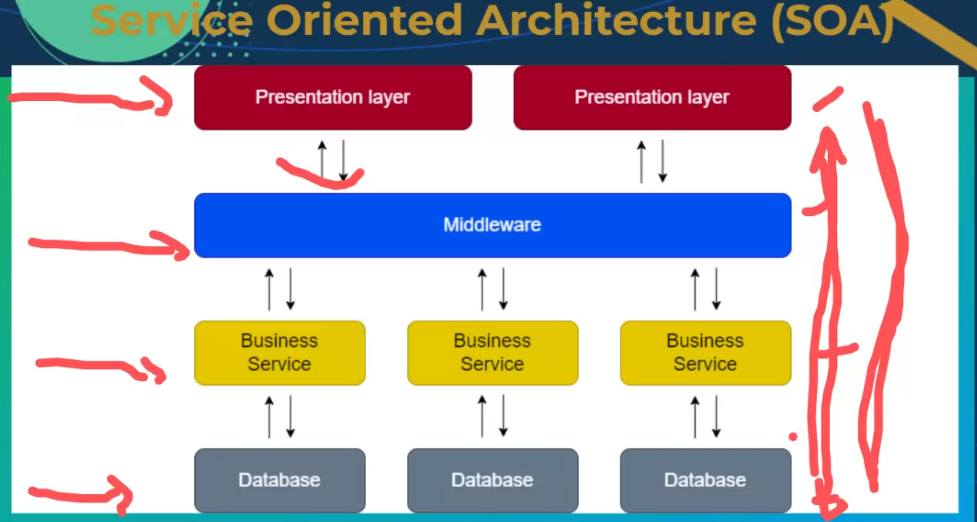 Service Oriented Architecture (SOA)
Presentation layer
Presentation layer
Middleware
Business
Service
Business
Service
Business
Service
Database
Database
Database